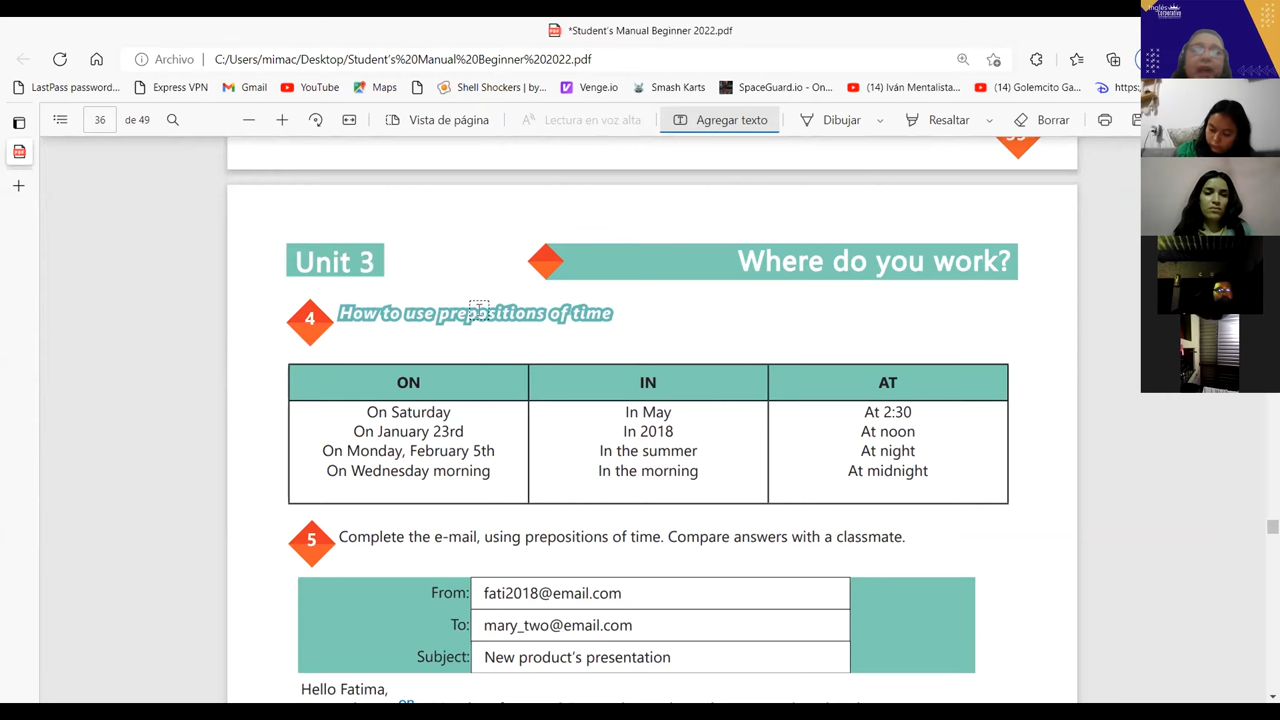 *Student's Manual Beginner 2022.pdf
Archivo
C:/Users/mimac/Desktop/Student's%20Manual%20Beginner%202022.pdf
LastPass password...
Express VPN
Gmail
YouTube
Maps
Shell Shockers | by...
Venge.io
Smash Karts
SpaceGuard.io - On...
(14) Iván Mentalista...
(14) Golemcito Ga...
https:
36
de 49
Vista de página
Lectura en voz alta
Agregar texto
Dibujar
Resaltar
Borrar
Unit 3
Where do you work?
4
How to use prepositions of time
ON
IN
AT
On Saturday
In May
At 2:30
On January 23rd
In 2018
At noon
On Monday, February 5th
In the summer
At night
On Wednesday morning
In the morning
At midnight
5
Complete the e-mail, using prepositions of time. Compare answers with a classmate.
From:
fati2018@email.com
To:
mary_two@email.com
Subject:
New product's presentation
Hello Fatima,